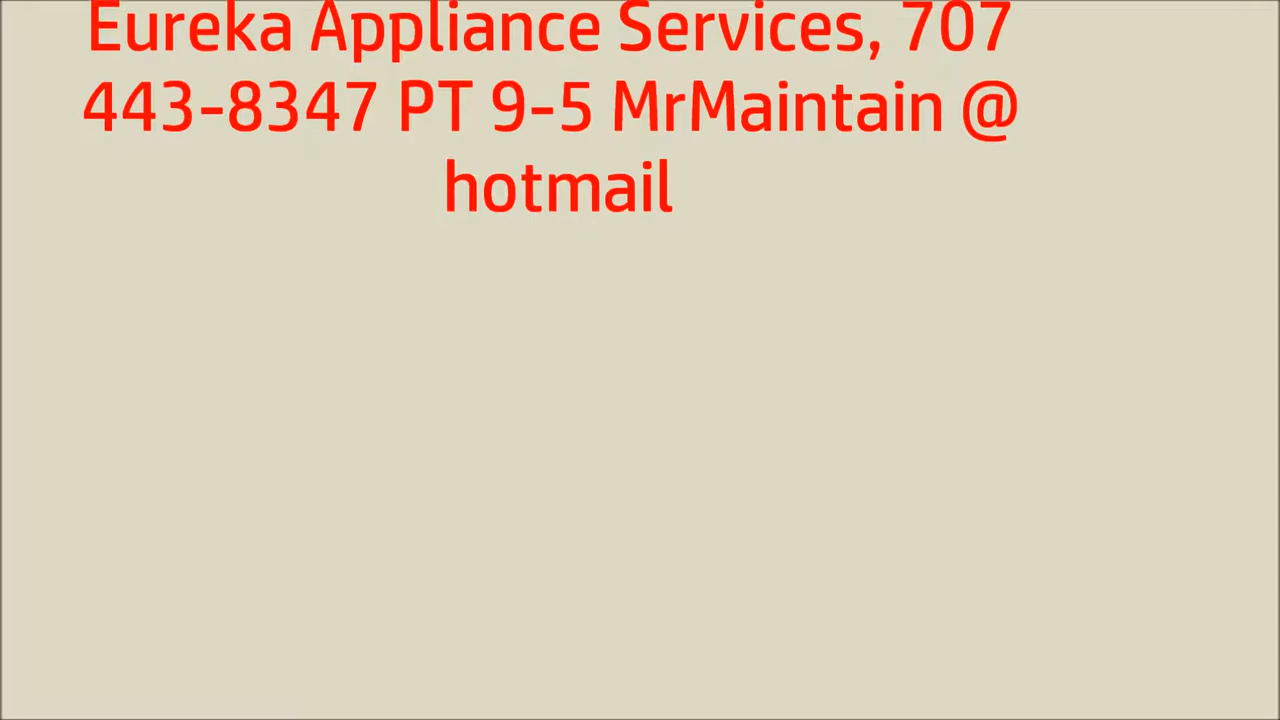 Eureka Appliance Services, 707
443-8347 PT 9-5 MrMaintain @
hotmail